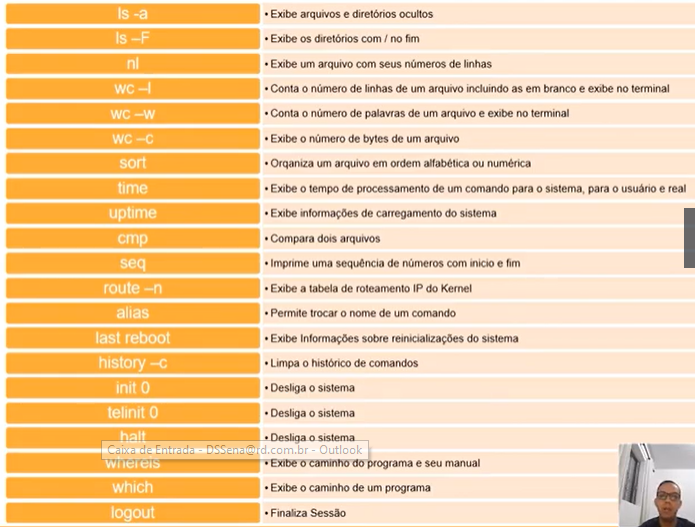 ls -a • Exibe arquivos e diretórios ocultos
ls –F • Exibe os diretórios com / no fim
nl • Exibe um arquivo com seus números de linhas
wc –l • Conta o número de linhas de um arquivo incluindo as em branco e exibe no terminal
wc –w • Conta o número de palavras de um arquivo e exibe no terminal
wc –c • Exibe o número de bytes de um arquivo
sort • Organiza um arquivo em ordem alfabética ou numérica
time • Exibe o tempo de processamento de um comando para o sistema, para o usuário e real
uptime • Exibe informações de carregamento do sistema
cmp • Compara dois arquivos
seq • Imprime uma sequência de números com inicio e fim
route –n • Exibe a tabela de roteamento IP do Kernel
alias • Permite trocar o nome de um comando
last reboot • Exibe Informações sobre reinicializações do sistema
history –c • Limpa o histórico de comandos
init 0 • Desliga o sistema
telinit 0 • Desliga o sistema
halt • Desliga o sistema
Caixa de Entrada - DSSena@rd.com.br - Outlook
whereis • Exibe o caminho do programa e seu manual
which • Exibe o caminho de um programa
logout • Finaliza Sessão